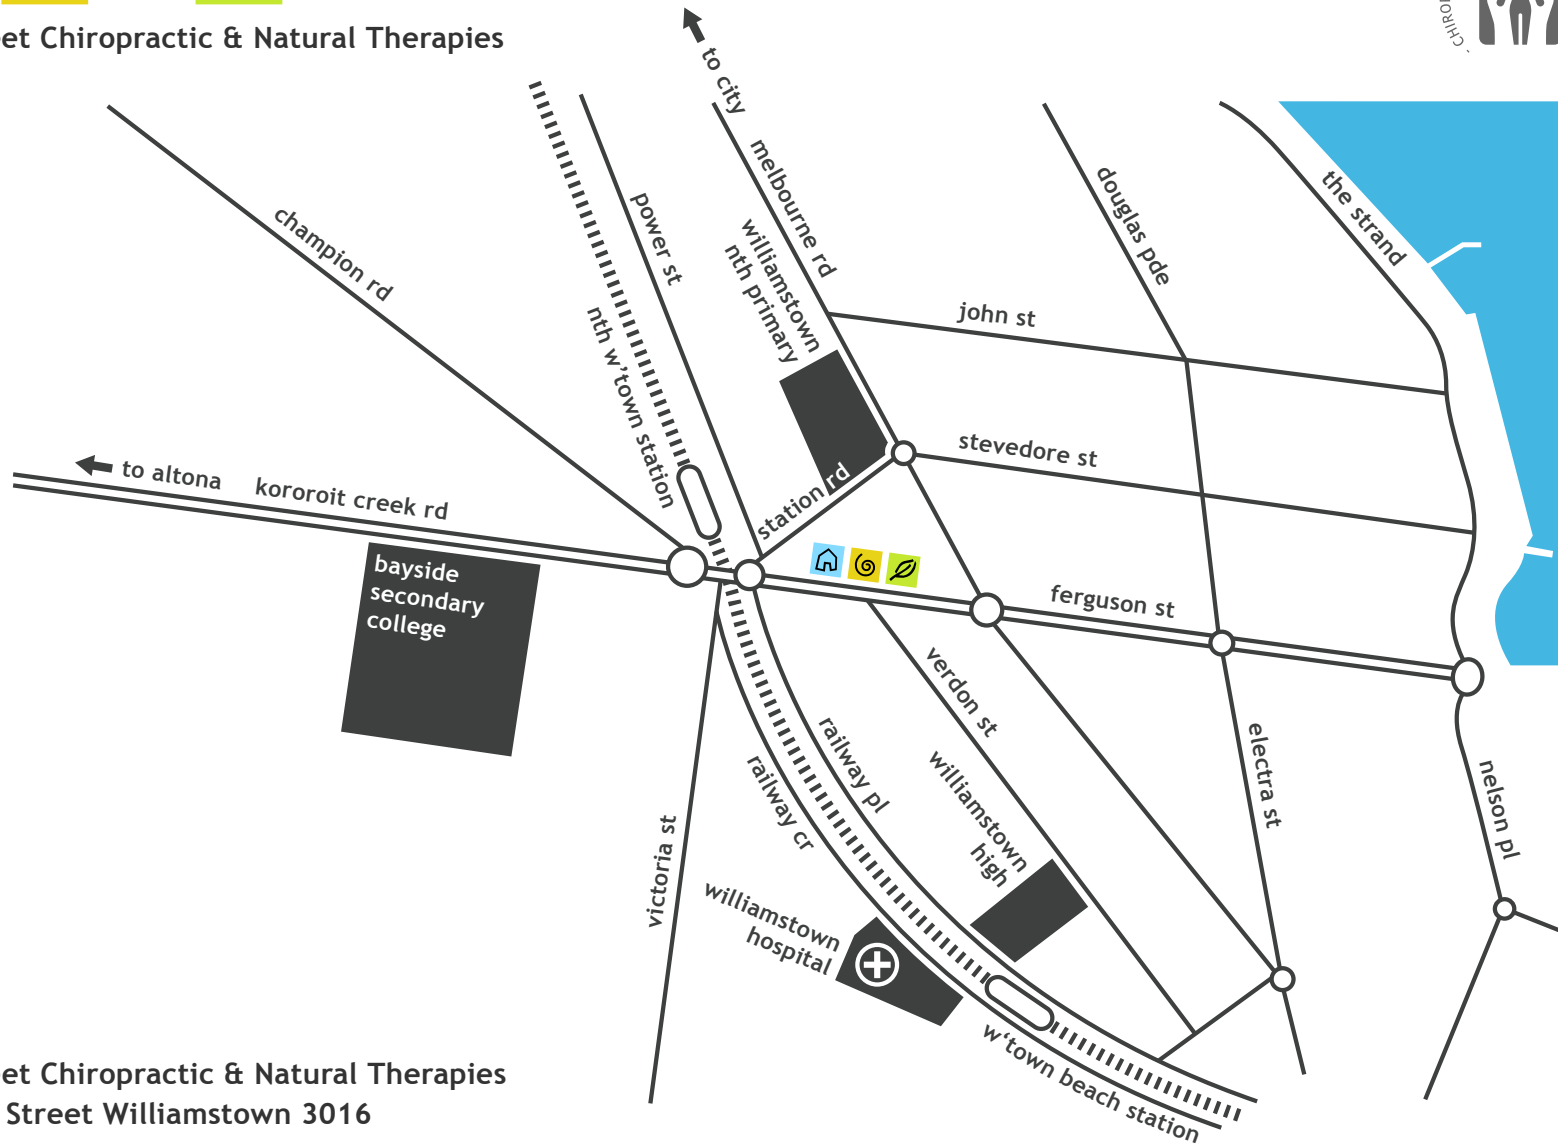 et Chiropractic & Natural Therapies
to city
melbourne rd
douglas pde
the strand
champion rd
power st
williamstown
nth primary
john st
nth w'town station
stevedore st
to altona
kororoit creek rd
station rd
bayside
secondary
college
ferguson st
verdon st
railway pl
railway cr
electra st
nelson pl
williamstown
high
victoria st
williamstown
hospital
w'town beach station
et Chiropractic & Natural Therapies
Street Williamstown 3016